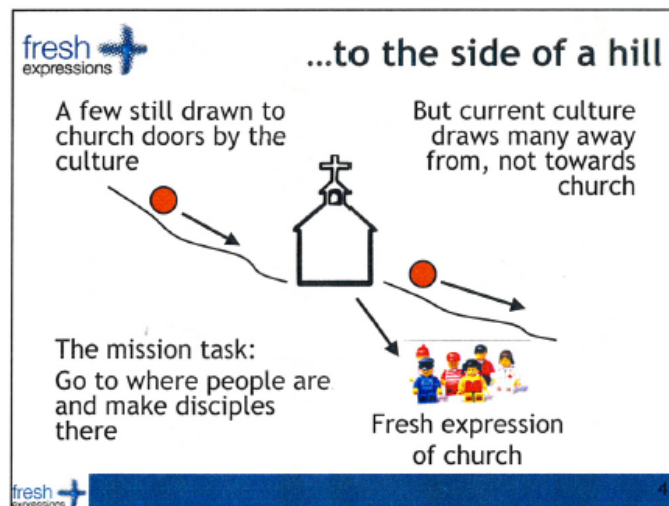 fresh
expressions
...to the side of a hill
A few still drawn to
church doors by the
culture
But current culture
draws many away
from, not towards
church
The mission task:
Go to where people are
and make disciples
there
Fresh expression
of church
fresh
expressions
4